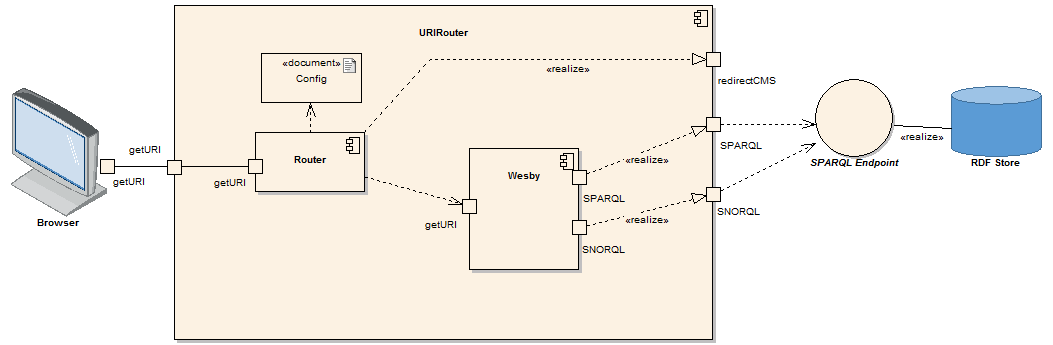 URIRouter
«document»
Config
«realize»
redirectCMS
getURI
Router
SPARQL
«realize»
RDF Store
SPARQL Endpoint
«realize»
Wesby
getURI
getURI
SPARQL
SNORQL
Browser
getURI
«realize»
SNORQL